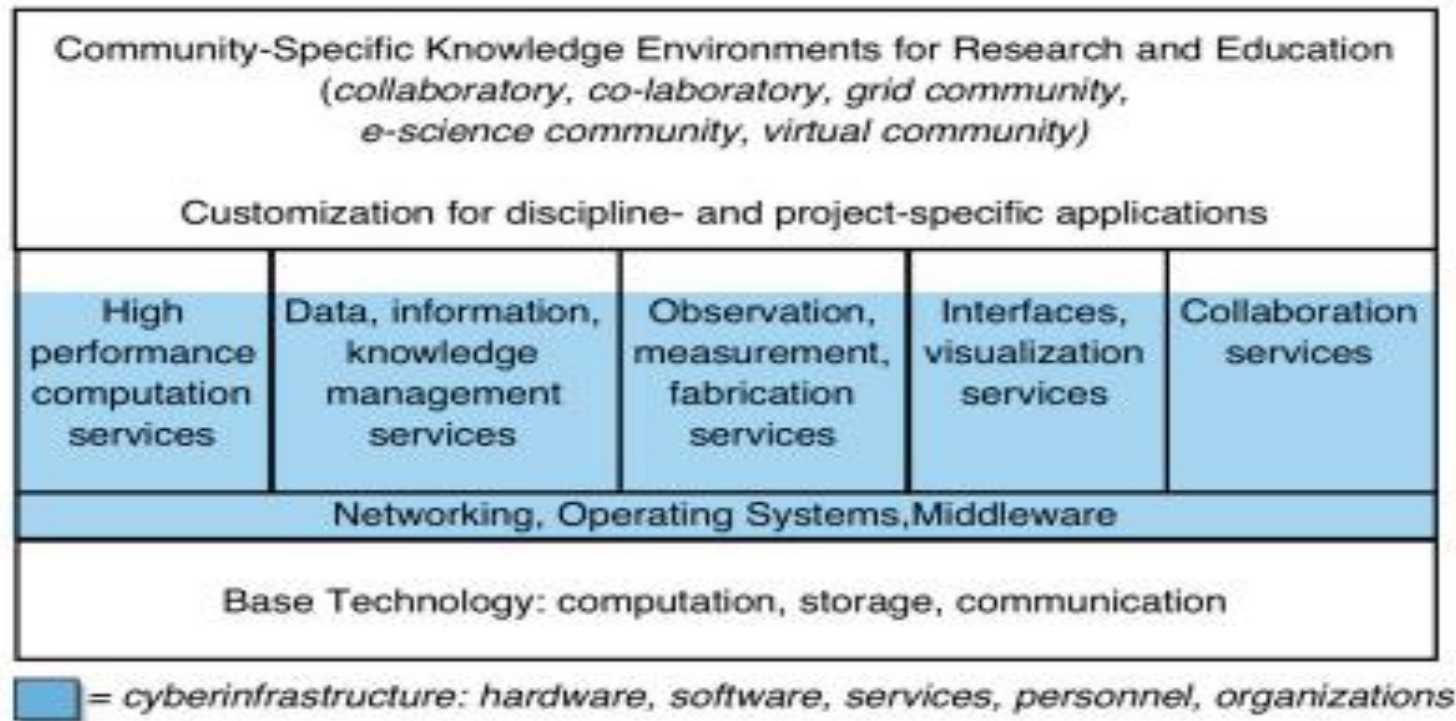 Community-Specific Knowledge Environments for Research and Education
(collaboratory, co-laboratory, grid community,
e-science community, virtual community)
Customization for discipline- and project-specific applications
High
performance
computation
services
Data, information,
knowledge
management
services
Observation,
measurement,
fabrication
services
Interfaces,
visualization
services
Collaboration
services
Networking, Operating Systems,Middleware
Base Technology: computation, storage, communication
= cyberinfrastructure: hardware, software, services, personnel, organizations